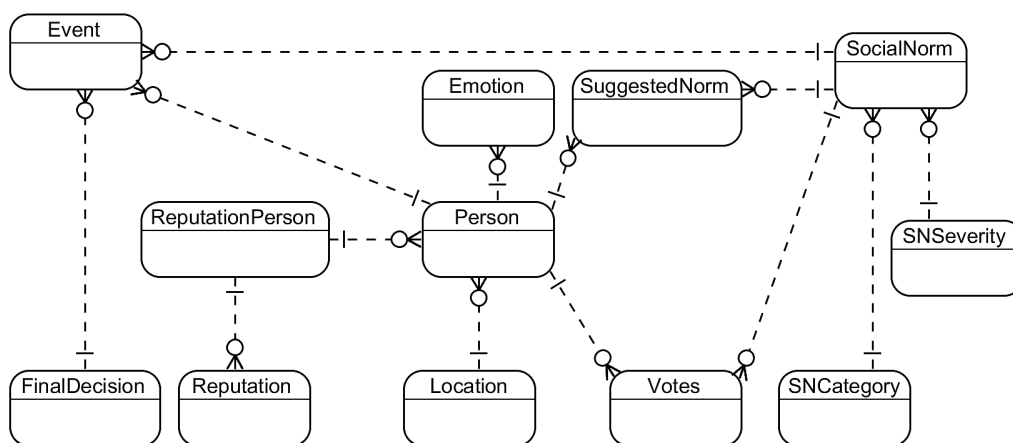 Event
SocialNorm
Emotion
SuggestedNorm
ReputationPerson
Person
SNSeverity
FinalDecision
Reputation
Location
Votes
SNCategory